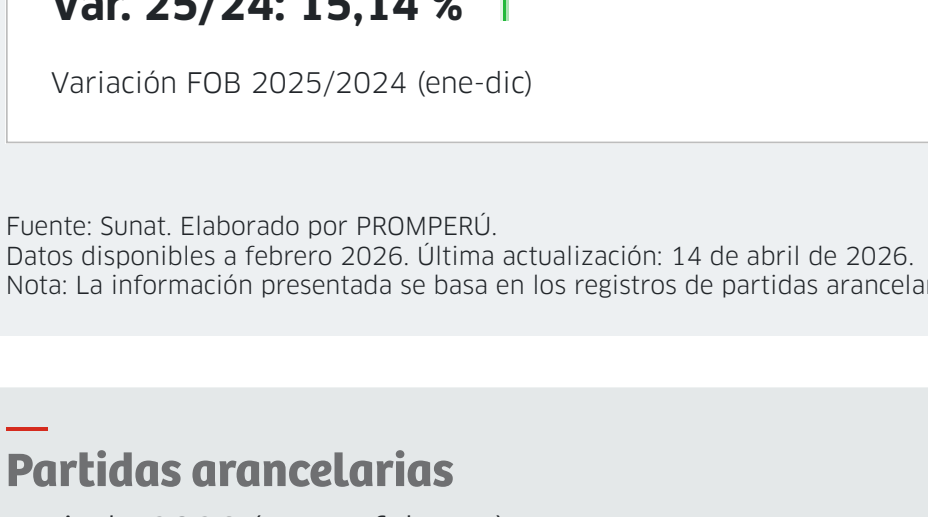 Var. 25/24: 15,14 %
Variación FOB 2025/2024 (ene-dic)
Fuente: Sunat. Elaborado por PROMPERÚ.
Datos disponibles a febrero 2026. Última actualización: 14 de abril de 2026.
Nota: La información presentada se basa en los registros de partidas
Partidas arancelarias